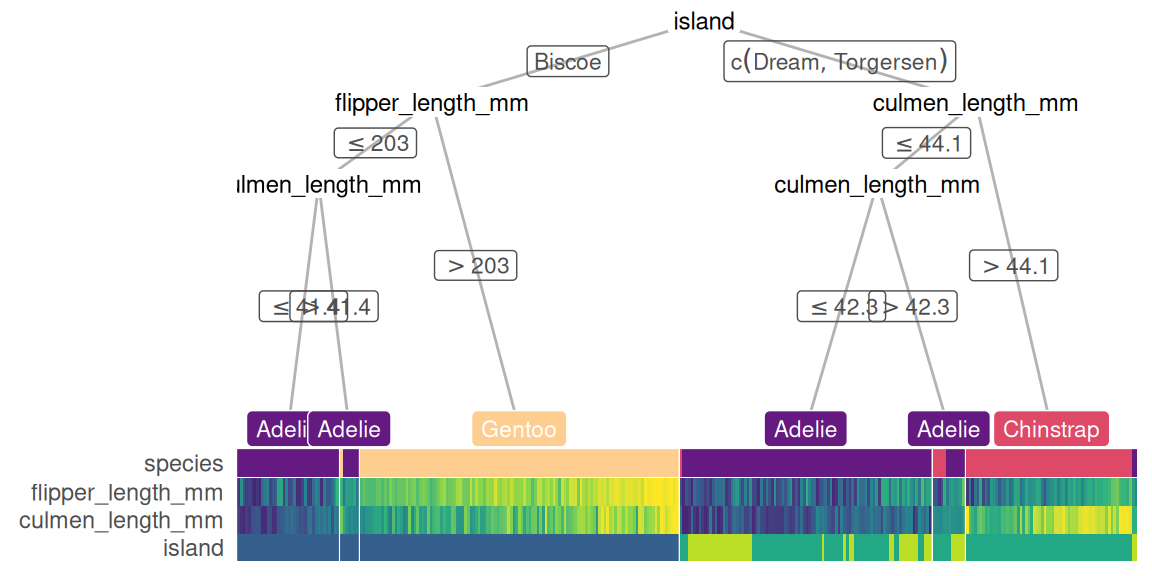 island
Biscoe
c(Dream, Torgersen)
flipper_length_mm
culmen_length_mm
≤ 203
≤ 44.1
ulmen_length_mm
culmen_length_mm
> 203
> 44.1
≤ 41.4
> 41.4
≤ 42.3
> 42.3
Adeli
Adelie
Gentoo
Adelie
Adelie
Chinstrap
species
flipper_length_mm
culmen_length_mm
island